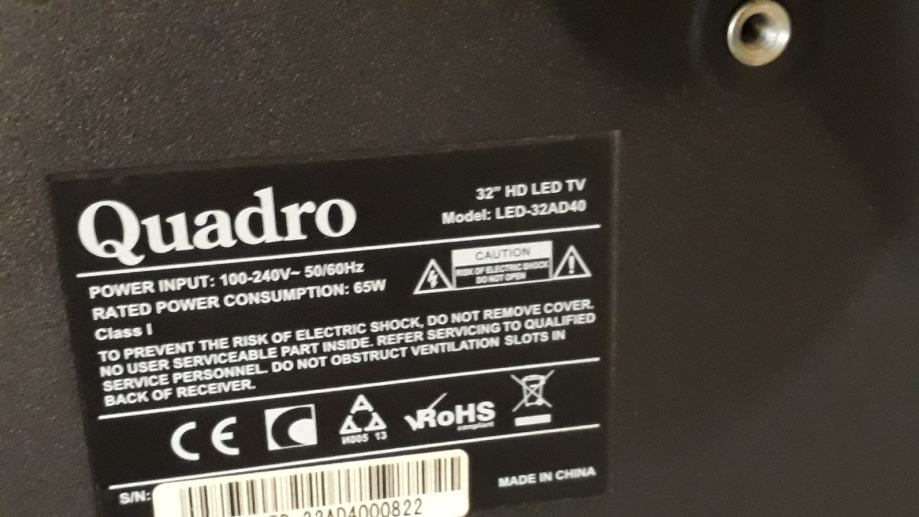 Quadro
32" HD LED TV
Model: LED-32AD40
POWER INPUT: 100-240V~ 50/60Hz
RATED POWER CONSUMPTION: 65W
Class I
CAUTION
RISK OF ELECTRIC SHOCK
DO NOT OPEN
TO PREVENT THE RISK OF ELECTRIC SHOCK, DO NOT REMOVE COVER.
NO USER SERVICEABLE PART INSIDE. REFER SERVICING TO QUALIFIED
SERVICE PERSONNEL. DO NOT OBSTRUCT VENTILATION SLOTS IN
BACK OF RECEIVER.
CE
RoHS
compliant
И005 13
S/N:
32AD4000822
MADE IN CHINA